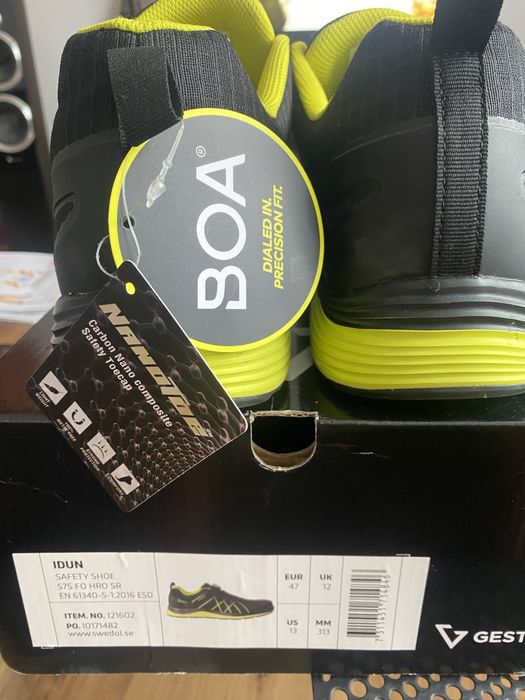 BOA®
DIALED IN.
PRECISION FIT.
NANOTOE
Carbon Nano composite
Safety Toecap
IDUN
SAFETY SHOE
S7S FO HRO SR
EN 61340-5-1:2016 ESD
ITEM. NO. 121602
PO. 10171482
www.swedol.se
EUR
47
UK
12
US
13
MM
313
GEST